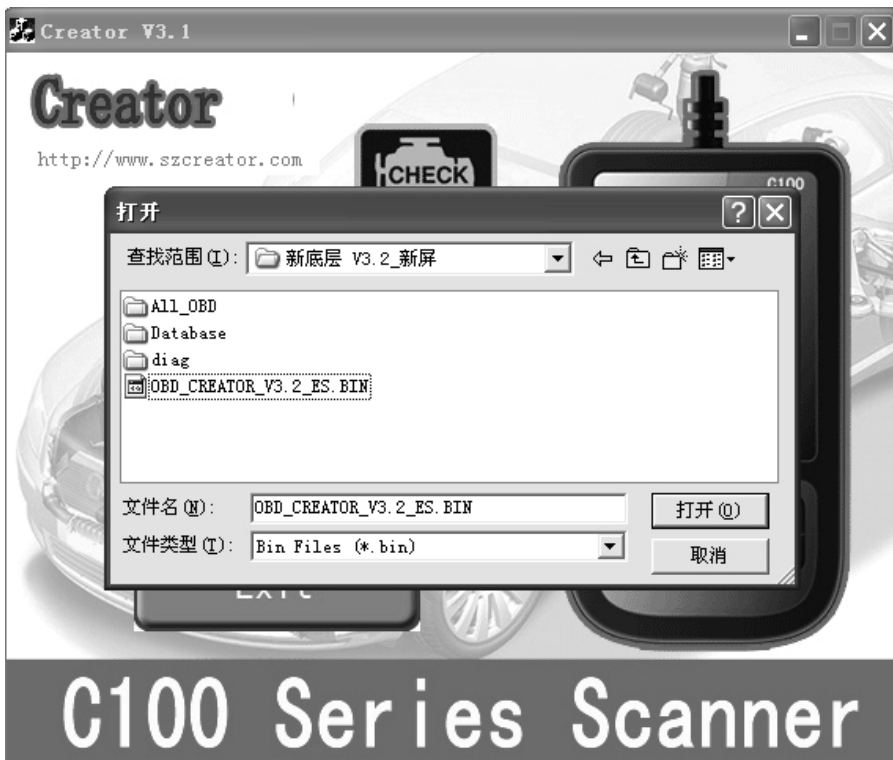 Creator V3.1
Creator
http://www.szcreator.com
CHECK
C100
打开
查找范围(I):
新底层 V3.2_新屏
All_OBD
Database
diag
OBD_CREATOR_V3.2_ES.BIN
文件名(N):
OBD_CREATOR_V3.2_ES.BIN
打开(O)
文件类型(T):
Bin Files (*.bin)
取消
Exit
C100 Series Scanner